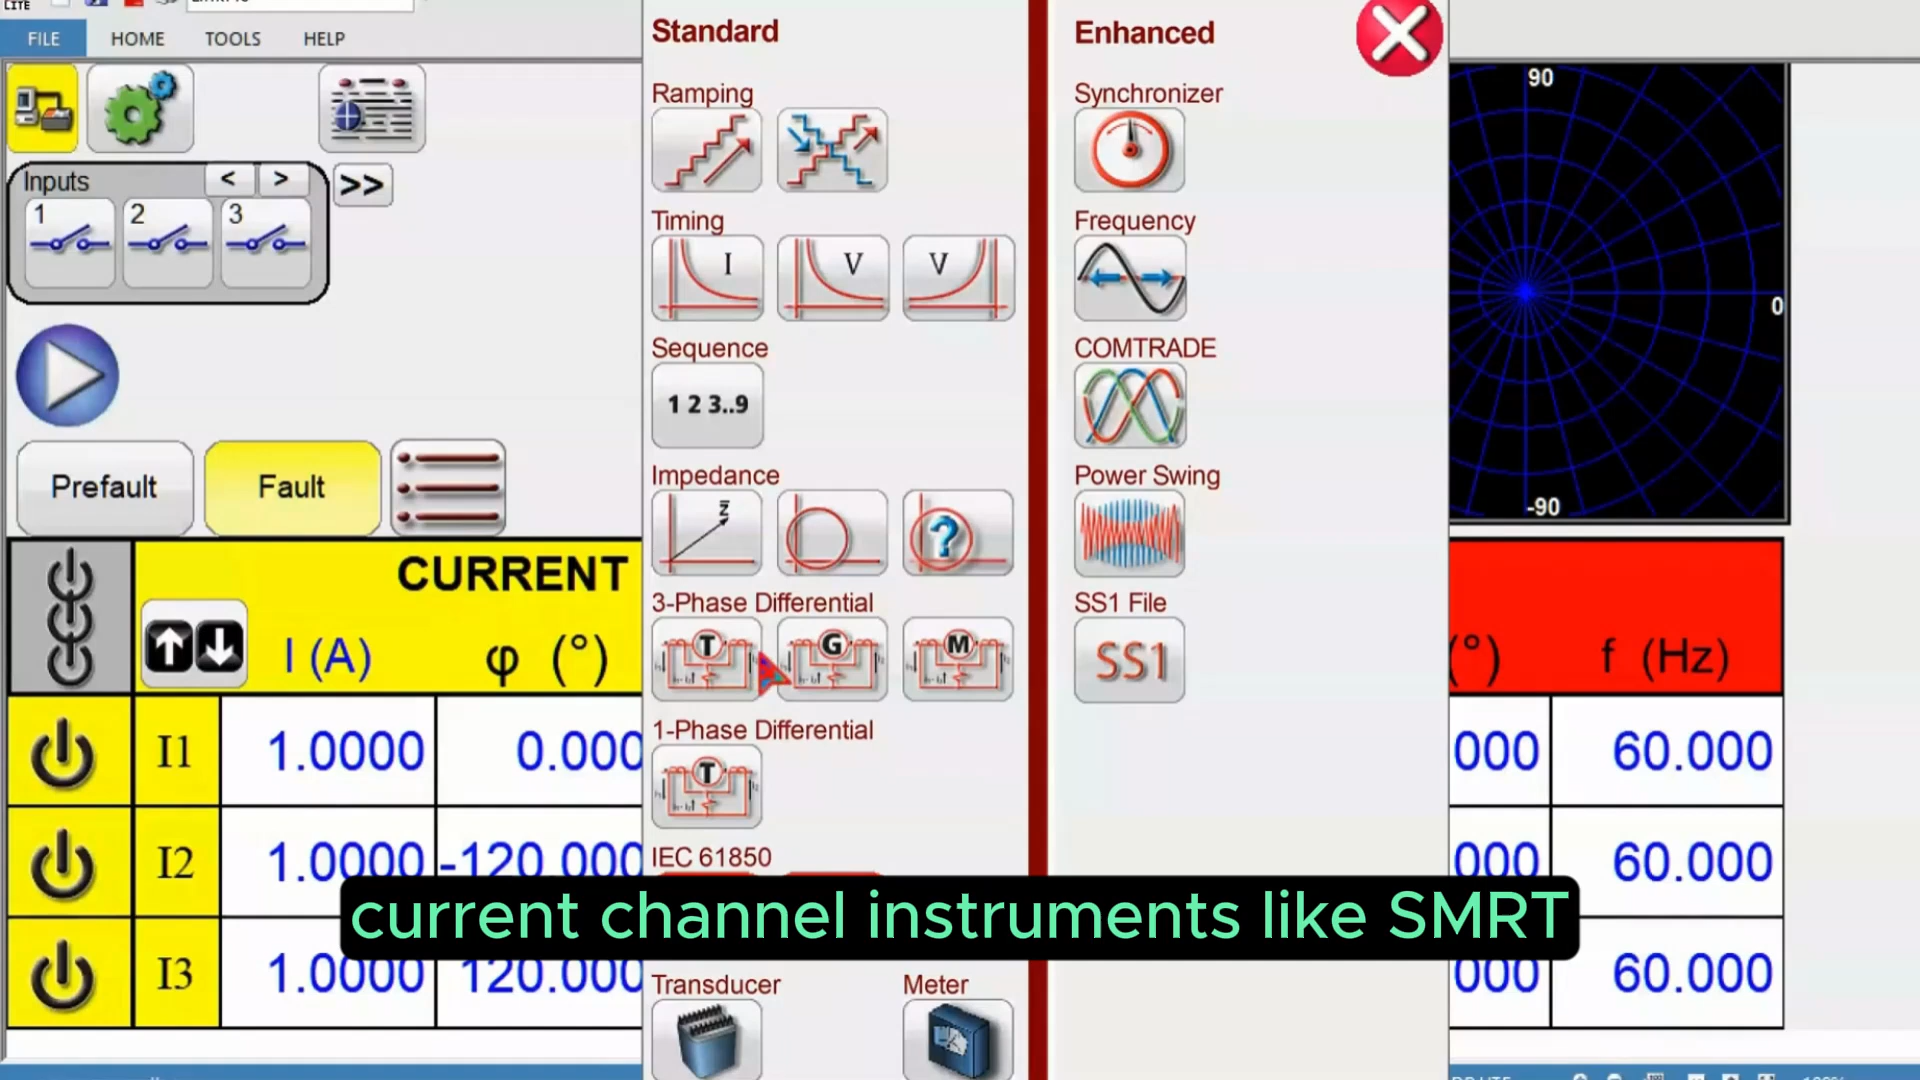 LITE
FILE HOME TOOLS HELP
Inputs < > >>
1 2 3
Prefault Fault
CURRENT
I (A) φ (°)
I1 1.0000 0.000
I2 1.0000 -120.000
I3 1.0000 120.000
Standard
Ramping
Timing
I V V
Sequence
1 2 3..9
Impedance
Z ?
3-Phase Differential
T G M
1-Phase Differential
T
IEC 61850
Transducer Meter
Enhanced
Synchronizer
Frequency
COMTRADE
Power Swing
SS1 File
SS1
90
0
-90
(°) f (Hz)
000 60.000
000 60.000
000 60.000
current channel instruments like SMRT